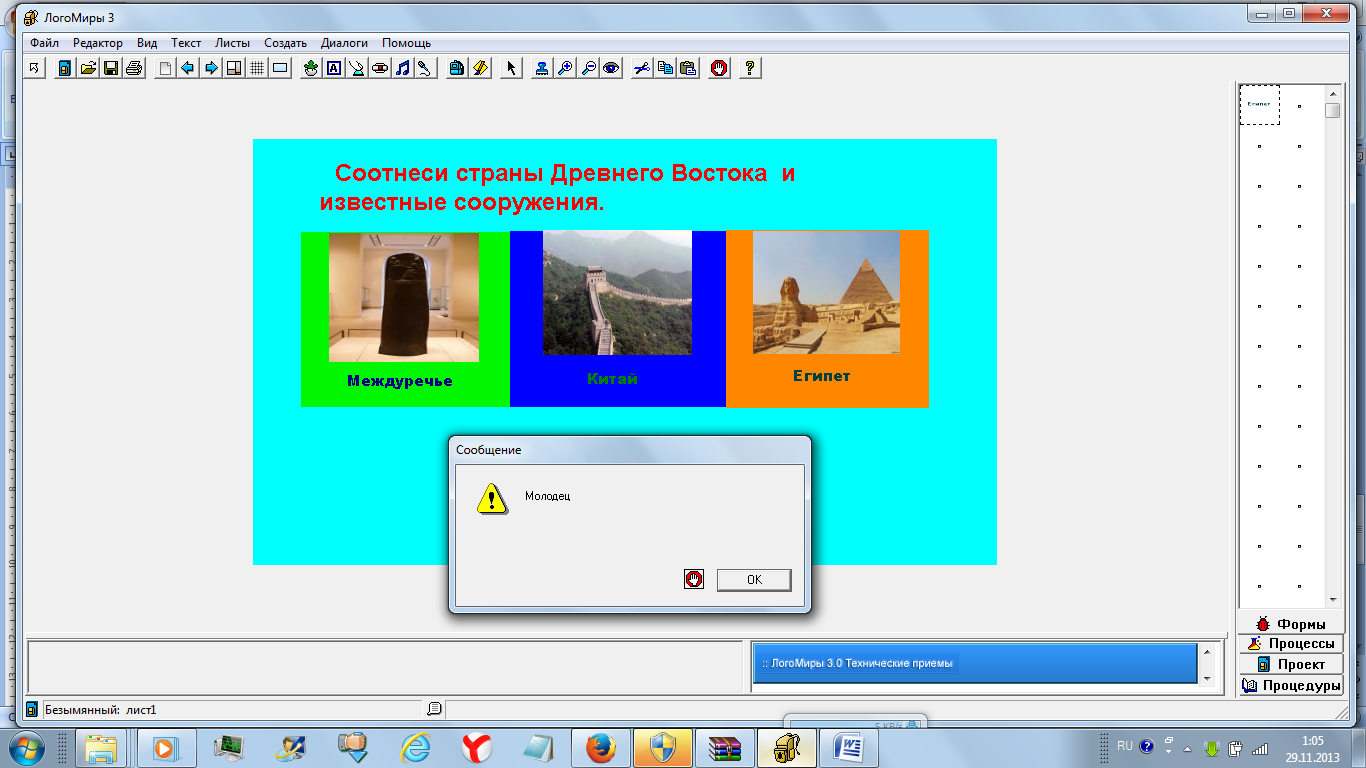 ЛогоМиры 3
Файл Редактор Вид Текст Листы Создать Диалоги Помощь
Египет
Соотнеси страны Древнего Востока и
известные сооружения.
Междуречье Китай Египет
Сообщение
Молодец
OK
Формы
Процессы
Проект
Процедуры
:: ЛогоМиры 3.0 Технические приемы
Безымянный: лист1
5 KB/s
RU
1:05
29.11.2013